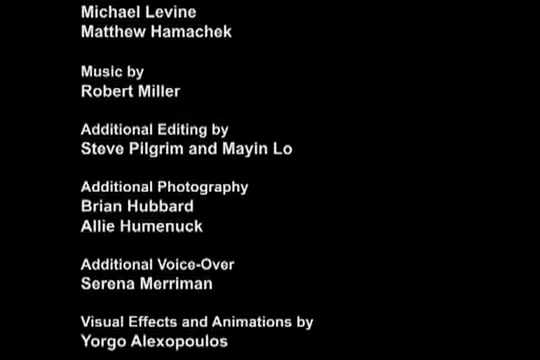 Michael Levine
Matthew Hamachek
Music by
Robert Miller
Additional Editing by
Steve Pilgrim and Mayin Lo
Additional Photography
Brian Hubbard
Allie Humenuck
Additional Voice-Over
Serena Merriman
Visual Effects and Animations by
Yorgo Alexopoulos